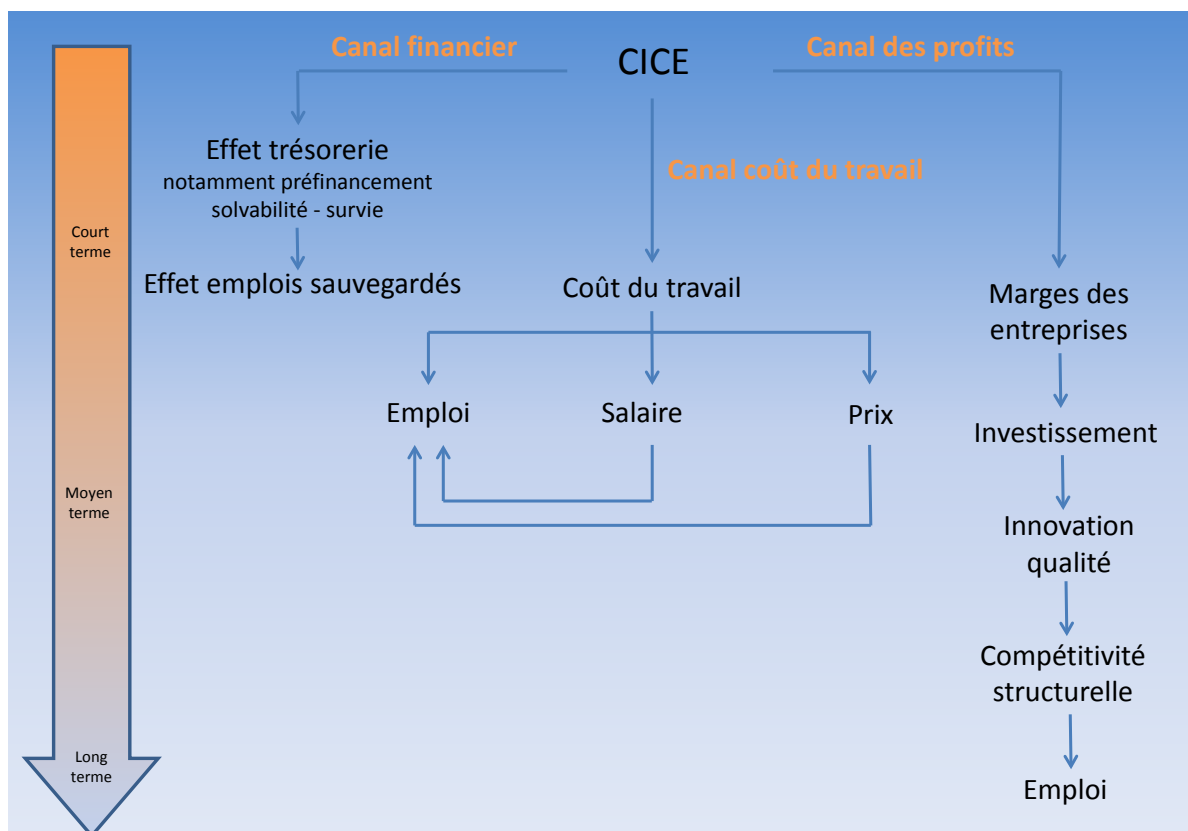 Canal financier
CICE
Canal des profits
Effet trésorerie
notamment préfinancement
solvabilité - survie
Canal coût du travail
Court
terme
Effet emplois sauvegardés
Coût du travail
Marges des
entreprises
Emploi
Salaire
Prix
Investissement
Moyen
terme
Innovation
qualité
Compétitivité
structurelle
Long
terme
Emploi